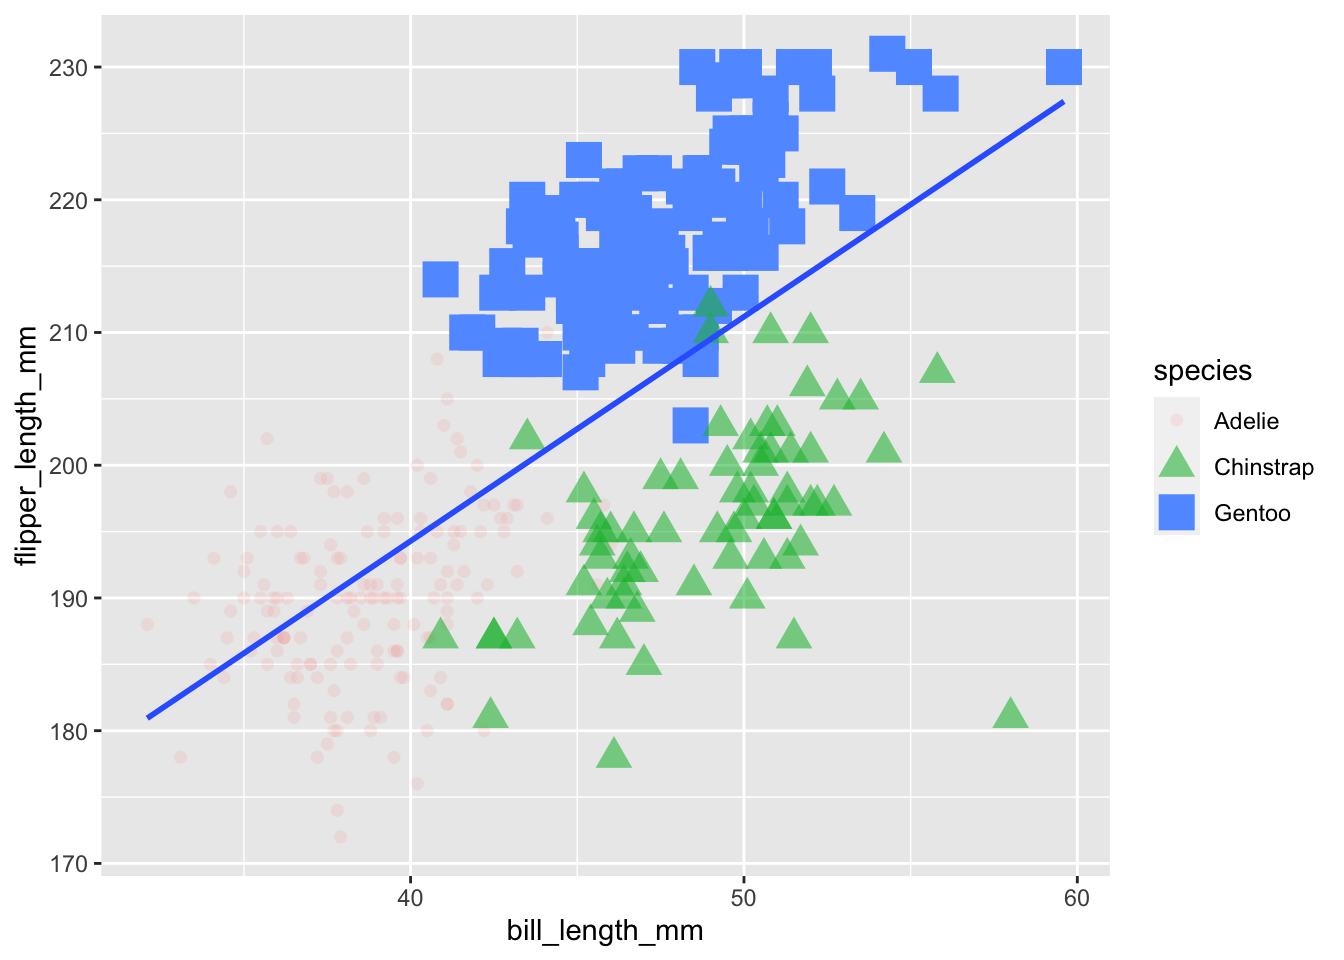 230
220
210
200
190
180
170
flipper_length_mm
40 50 60
bill_length_mm
species
Adelie
Chinstrap
Gentoo